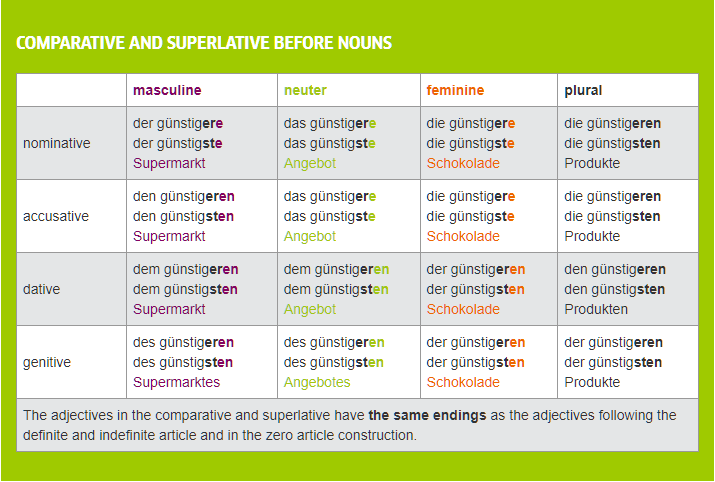 COMPARATIVE AND SUPERLATIVE BEFORE NOUNS
masculine neuter feminine plural
nominative
der günstigere das günstigere die günstigere die günstigeren
der günstigste das günstigste die günstigste die günstigsten
Supermarkt Angebot Schokolade Produkte
accusative
den günstigeren das günstigere die günstigere die günstigeren
den günstigsten das günstigste die günstigste die günstigsten
Supermarkt Angebot Schokolade Produkte
dative
dem günstigeren dem günstigeren der günstigeren den günstigeren
dem günstigsten dem günstigsten der günstigsten den günstigsten
Supermarkt Angebot Schokolade Produkten
genitive
des günstigeren des günstigeren der günstigeren der günstigeren
des günstigsten des günstigsten der günstigsten der günstigsten
Supermarktes Angebotes Schokolade Produkte
The adjectives in the comparative and superlative have the same endings as the adjectives following the
definite and indefinite article and in the zero article construction.